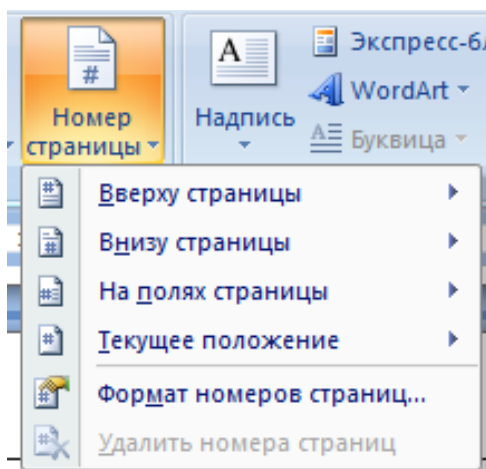 Номер
страницы
Надпись
Экспресс-б
WordArt
Буквица
Вверху страницы
Внизу страницы
На полях страницы
Текущее положение
Формат номеров страниц...
Удалить номера страниц